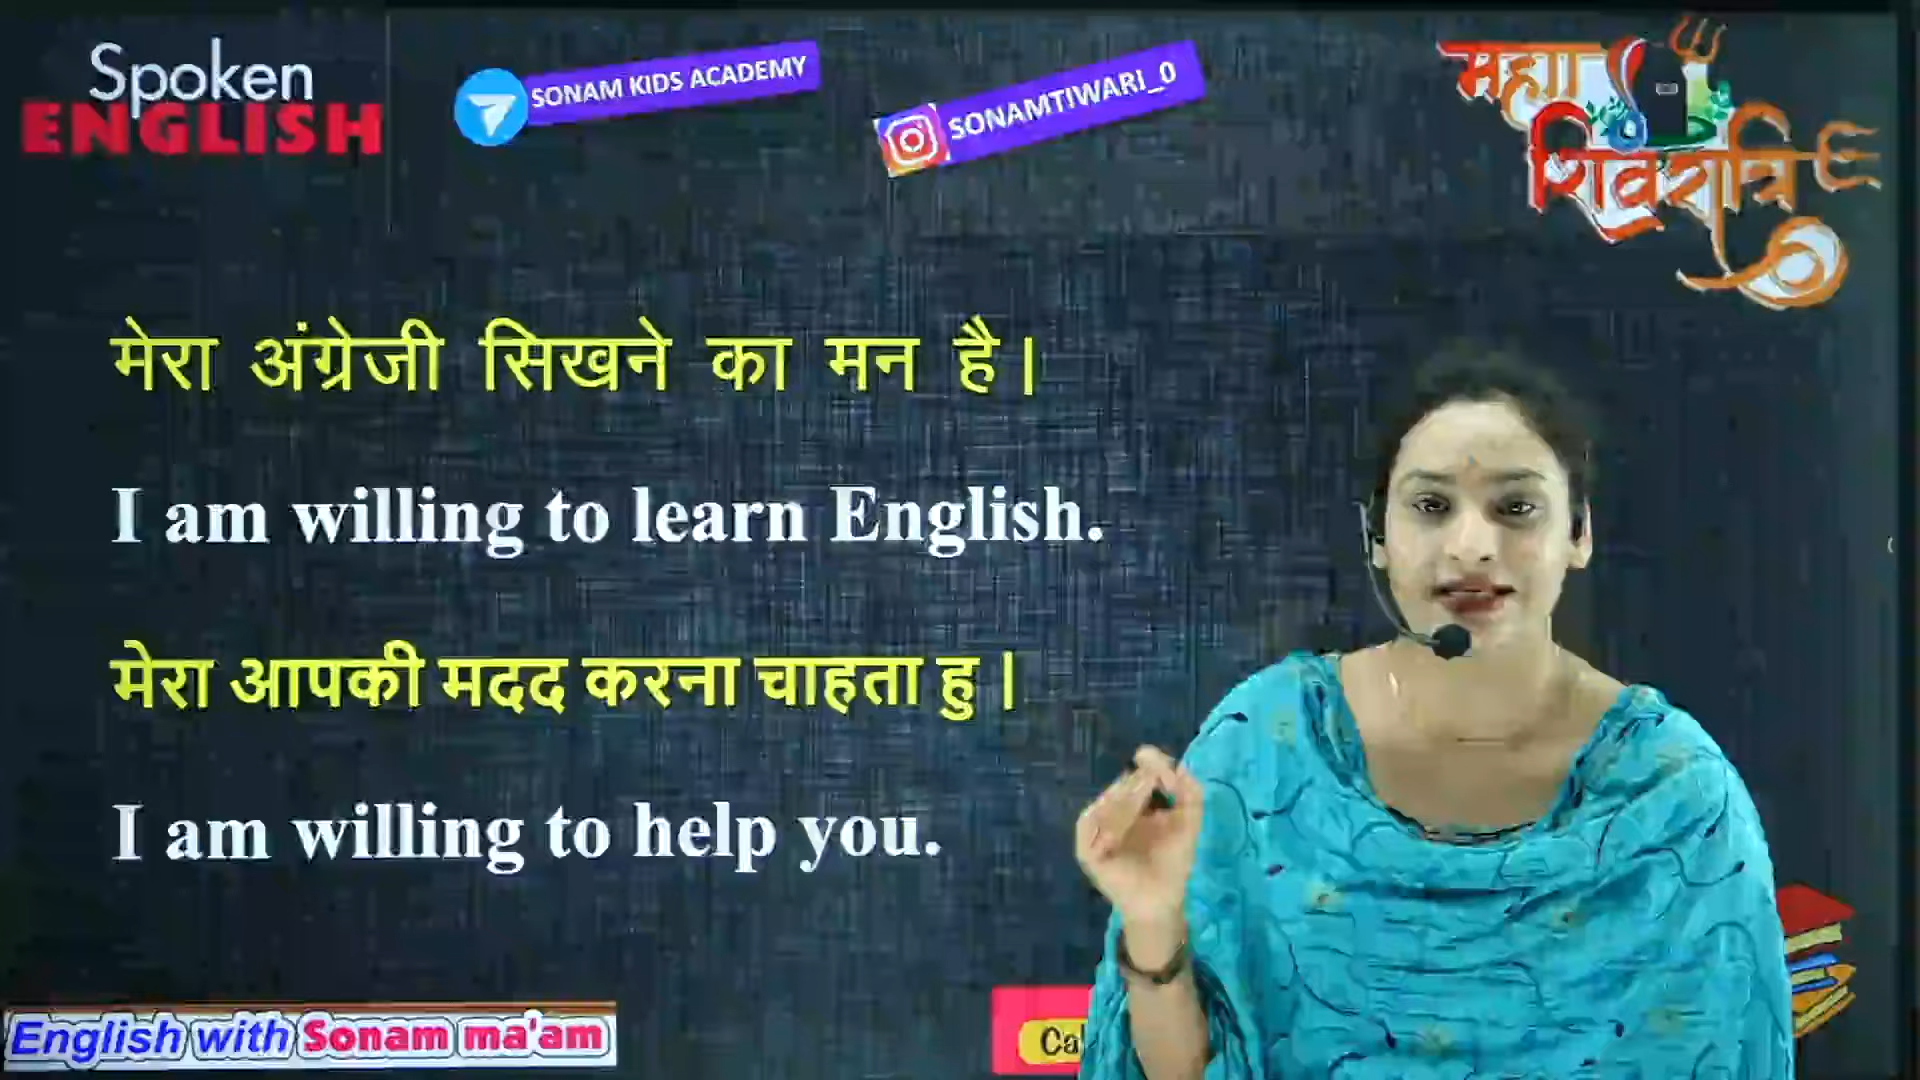 Spoken
ENGLISH
SONAM KIDS ACADEMY
SONAMTIWARI_0
महा
शिवरात्रि
मेरा अंग्रेजी सिखने का मन है।
I am willing to learn English.
मेरा आपकी मदद करना चाहता हु।
I am willing to help you.
English with Sonam ma'am